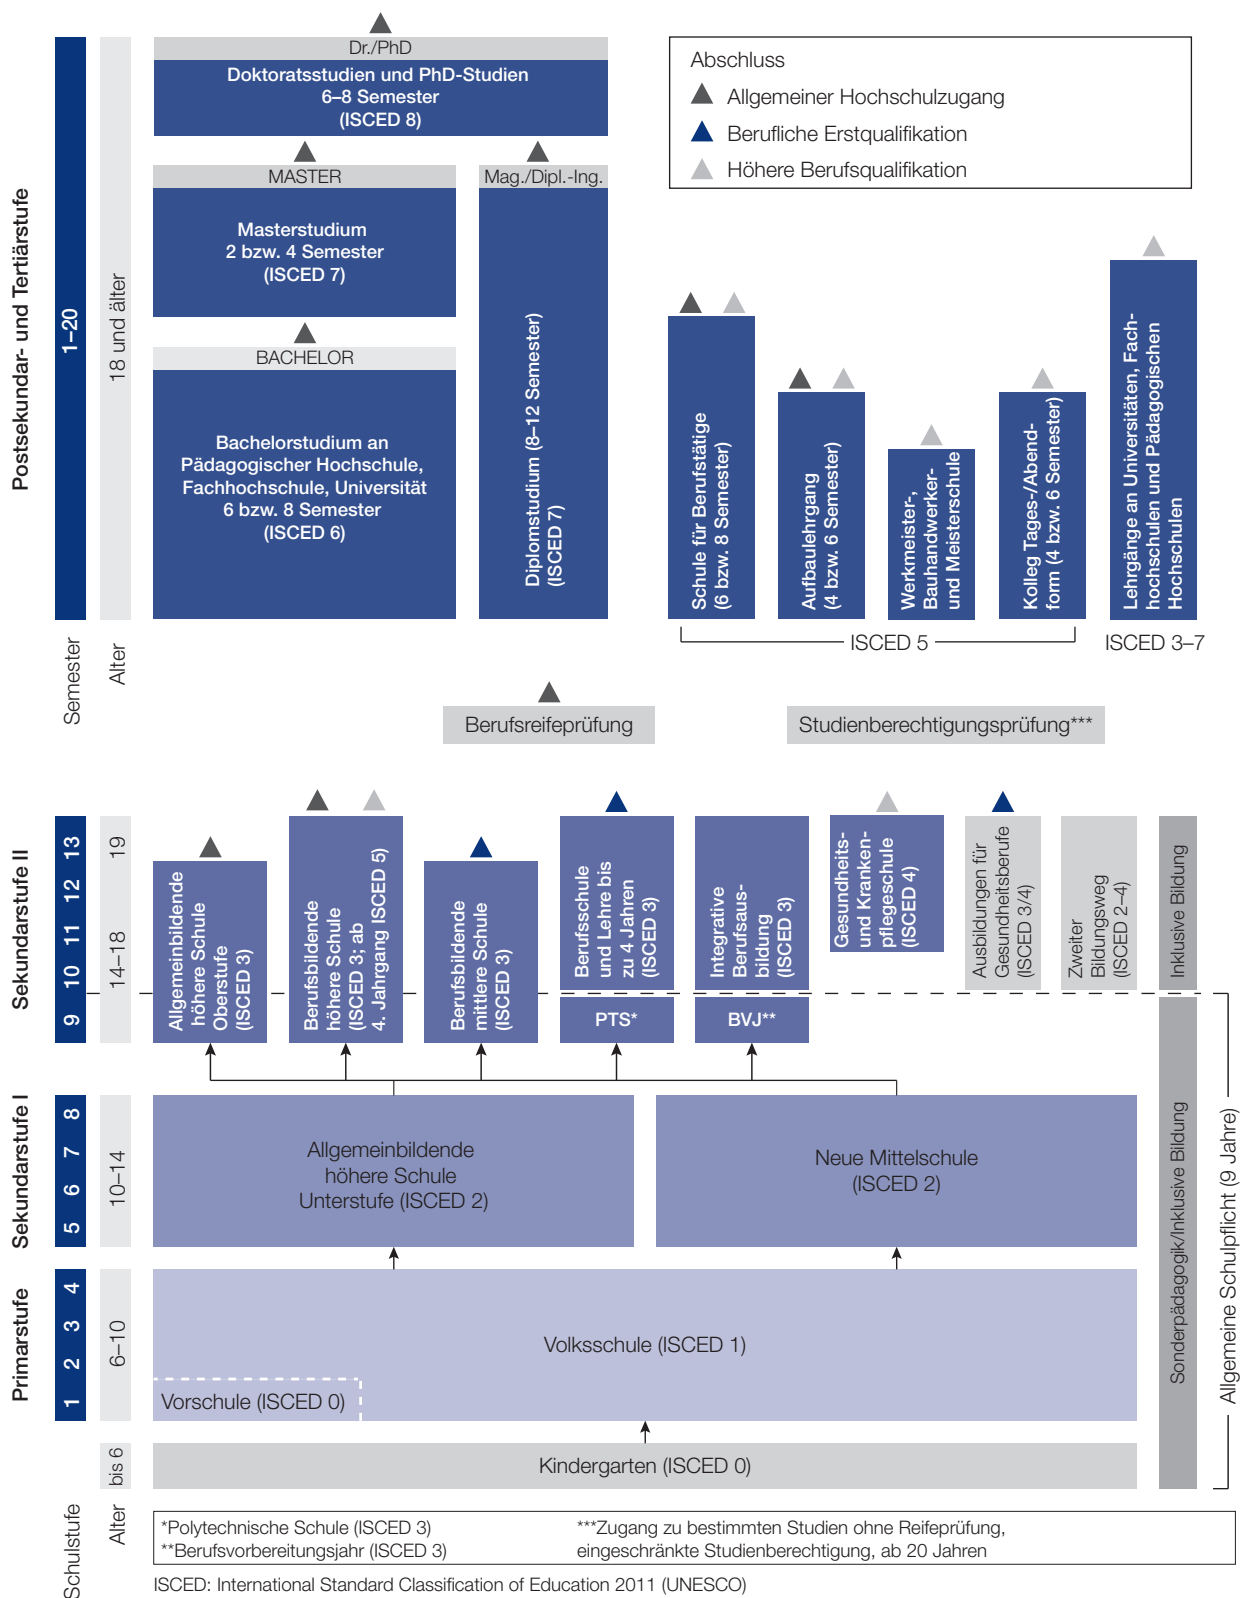 Abschluss
Allgemeiner Hochschulzugang
Berufliche Erstqualifikation
Höhere Berufsqualifikation
Postsekundar- und Tertiärstufe
1–20
18 und älter
Semester
Alter
Dr./PhD
Doktoratsstudien und PhD-Studien
6–8 Semester
(ISCED 8)
MASTER
Masterstudium
2 bzw. 4 Semester
(ISCED 7)
BACHELOR
Bachelorstudium an
Pädagogischer Hochschule,
Fachhochschule, Universität
6 bzw. 8 Semester
(ISCED 6)
Mag./Dipl.-Ing.
Diplomstudium (8–12 Semester)
(ISCED 7)
Schule für Berufstätige
(6 bzw. 8 Semester)
Aufbaulehrgang
(4 bzw. 6 Semester)
Werkmeister-,
Bauhandwerker-
und Meisterschule
Kolleg Tages-/Abend-
form (4 bzw. 6 Semester)
Lehrgänge an Universitäten, Fach-
hochschulen und Pädagogischen
Hochschulen
ISCED 5
ISCED 3–7
Berufsreifeprüfung
Studienberechtigungsprüfung***
Sekundarstufe II
9 10 11 12 13
14–18
19
Allgemeinbildende
höhere Schule
Oberstufe
(ISCED 3)
Berufsbildende
höhere Schule
(ISCED 3; ab
4. Jahrgang ISCED 5)
Berufsbildende
mittlere Schule
(ISCED 3)
Berufsschule
und Lehre bis
zu 4 Jahren
(ISCED 3)
PTS*
Integrative
Berufsaus-
bildung
(ISCED 3)
BVJ**
Gesundheits-
und Kranken-
pflegeschule
(ISCED 4)
Ausbildungen für
Gesundheitsberufe
(ISCED 3/4)
Zweiter
Bildungsweg
(ISCED 2–4)
Inklusive Bildung
Sekundarstufe I
5 6 7 8
10–14
Allgemeinbildende
höhere Schule
Unterstufe (ISCED 2)
Neue Mittelschule
(ISCED 2)
Sonderpädagogik/Inklusive Bildung
Allgemeine Schulpflicht (9 Jahre)
Primarstufe
1 2 3 4
6–10
Volksschule (ISCED 1)
Vorschule (ISCED 0)
bis 6
Kindergarten (ISCED 0)
Schulstufe
Alter
*Polytechnische Schule (ISCED 3)
**Berufsvorbereitungsjahr (ISCED 3)
***Zugang zu bestimmten Studien ohne Reifeprüfung,
eingeschränkte Studienberechtigung, ab 20 Jahren
ISCED: International Standard Classification of Education 2011 (UNESCO)